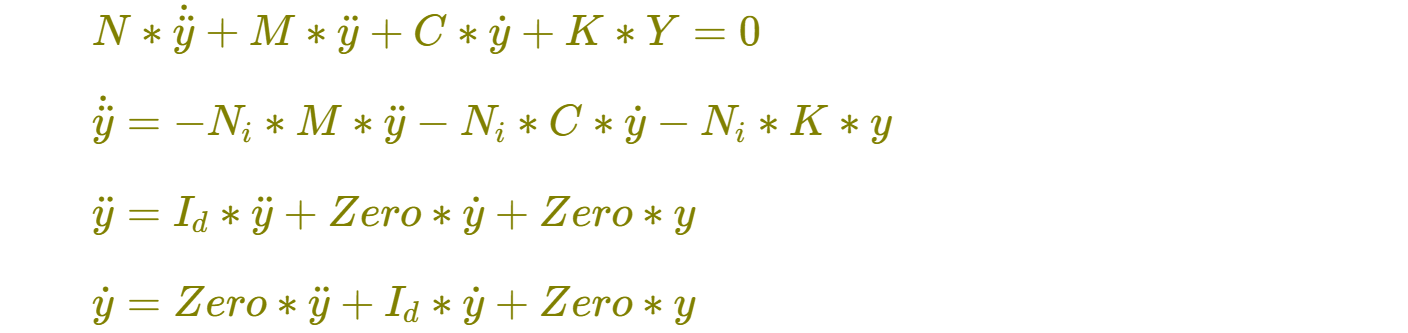 N * y⃛ + M * ÿ + C * ẏ + K * Y = 0
y⃛ = −Nᵢ * M * ÿ − Nᵢ * C * ẏ − Nᵢ * K * y
ÿ = I_d * ÿ + Zero * ẏ + Zero * y
ẏ = Zero * ÿ + I_d * ẏ + Zero * y